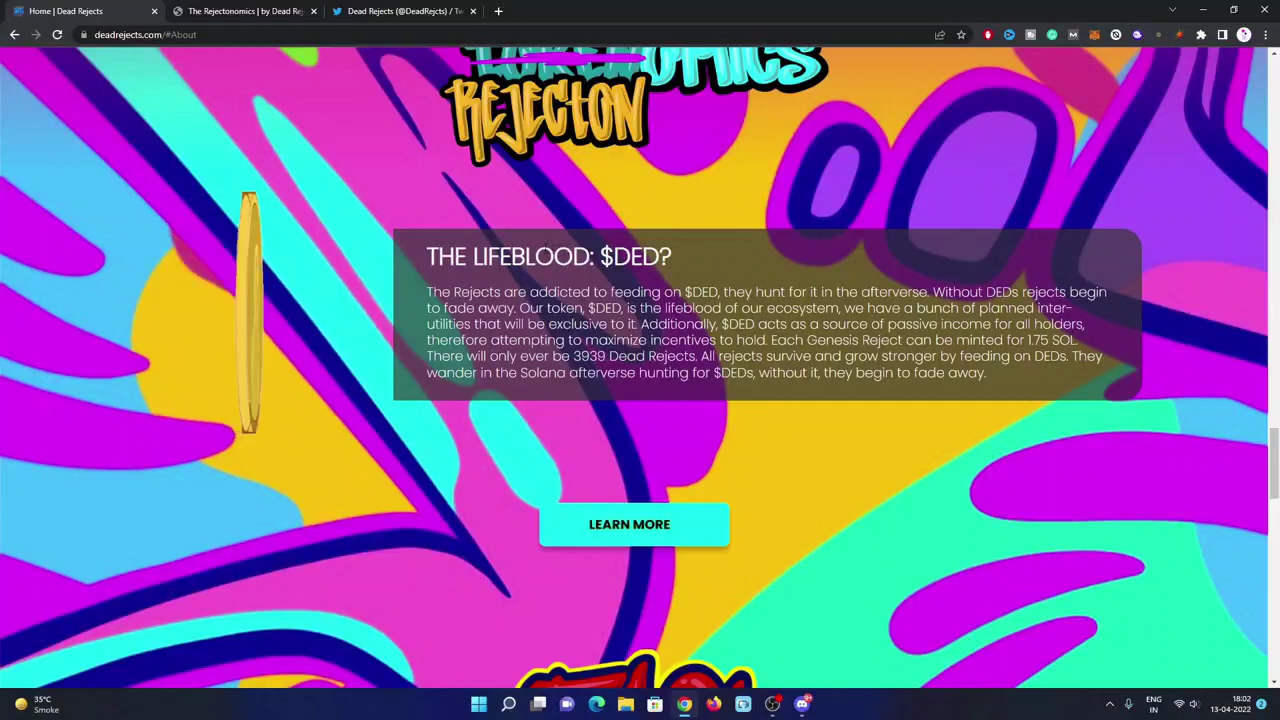 Home | Dead Rejects
The Rejectonomics | by Dead Rej
Dead Rejects (@DeadRejcts) / Tw
deadrejects.com/#About
OMICS
REJECTON
THE LIFEBLOOD: $DED?
The Rejects are addicted to feeding on $DED, they hunt for it in the afterverse. Without DEDs rejects begin
to fade away. Our token, $DED, is the lifeblood of our ecosystem, we have a bunch of planned inter-
utilities that will be exclusive to it. Additionally, $DED acts as a source of passive income for all holders,
therefore attempting to maximize incentives to hold. Each Genesis Reject can be minted for 1.75 SOL.
There will only ever be 3939 Dead Rejects. All rejects survive and grow stronger by feeding on DEDs. They
wander in the Solana afterverse hunting for $DEDs, without it, they begin to fade away.
LEARN MORE
35°C
Smoke
ENG
IN
18:02
13-04-2022
2